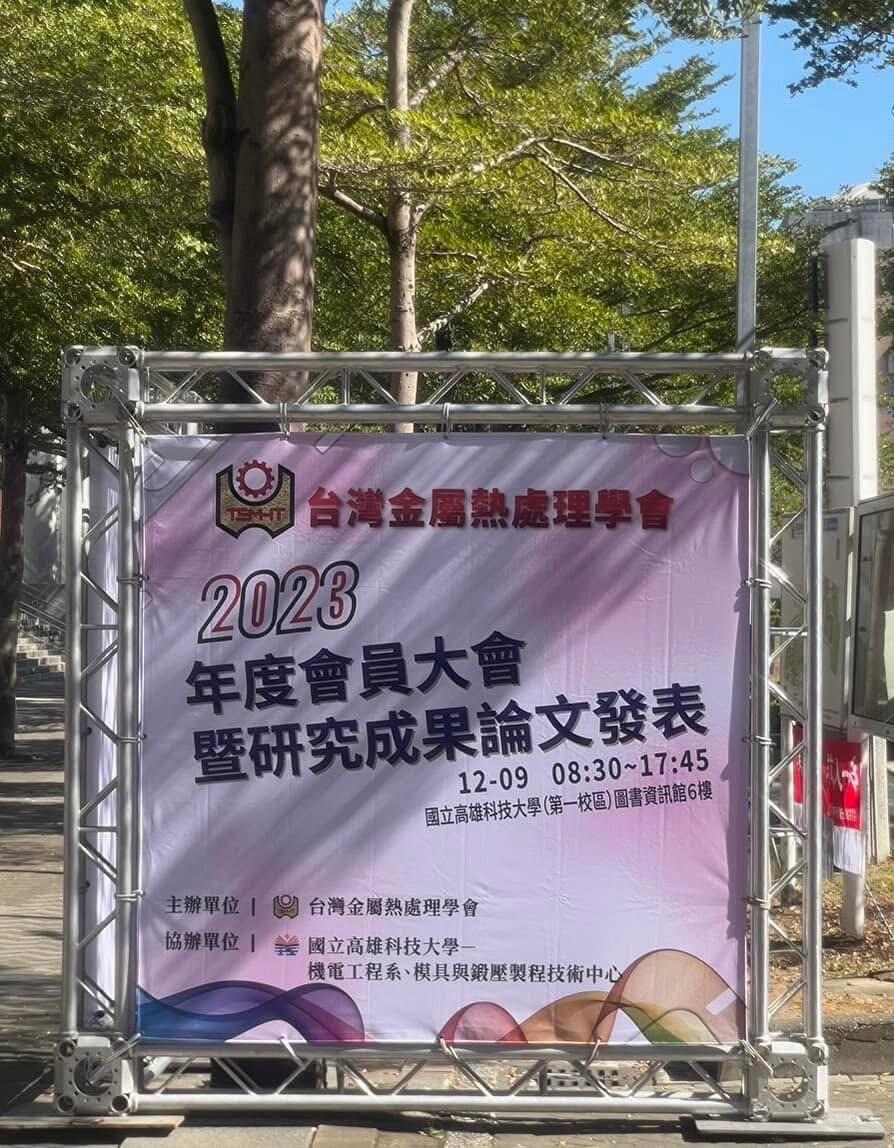 TSMHT
台灣金屬熱處理學會
2023
年度會員大會
暨研究成果論文發表
12-09 08:30~17:45
國立高雄科技大學(第一校區)圖書資訊館6樓
主辦單位 | 台灣金屬熱處理學會
協辦單位 | 國立高雄科技大學－
機電工程系、模具與鍛壓製程技術中心